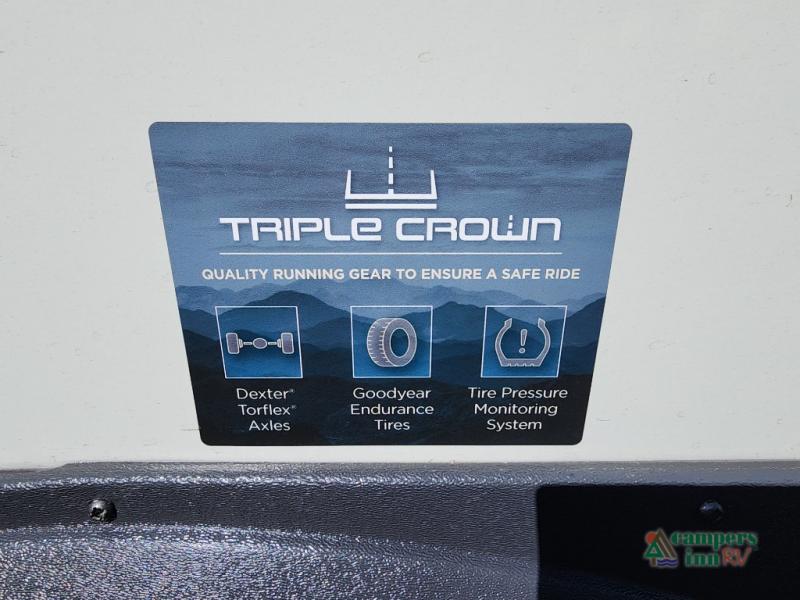 TRIPLE CROWN
QUALITY RUNNING GEAR TO ENSURE A SAFE RIDE
Dexter®
Torflex®
Axles
Goodyear
Endurance
Tires
Tire Pressure
Monitoring
System
campers
inn RV